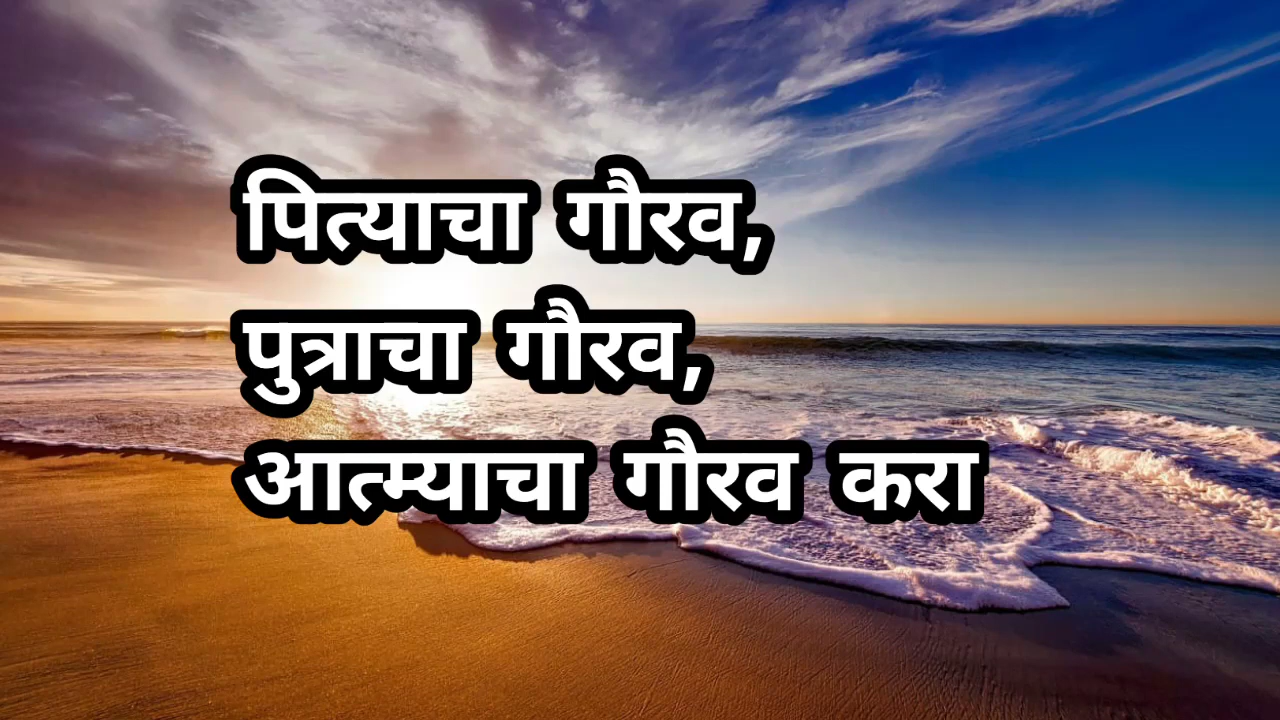 पित्याचा गौरव,
पुत्राचा गौरव,
आत्म्याचा गौरव करा